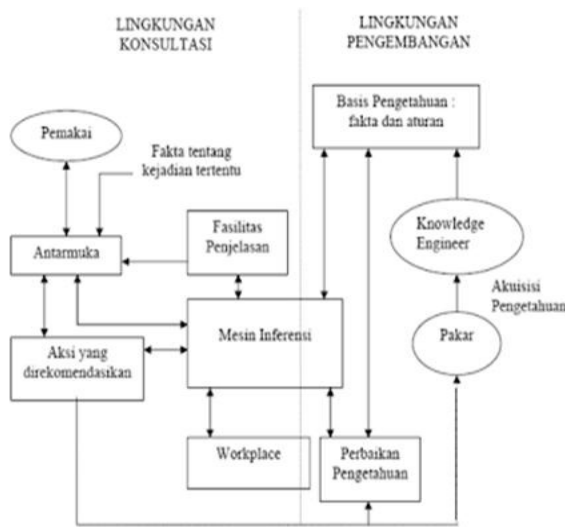 LINGKUNGAN
KONSULTASI
LINGKUNGAN
PENGEMBANGAN
Basis Pengetahuan :
fakta dan aturan
Pemakai
Fakta tentang
kejadian tertentu
Fasilitas
Penjelasan
Knowledge
Engineer
Antarmuka
Akuisisi
Pengetahuan
Mesin Inferensi
Pakar
Aksi yang
direkomendasikan
Workplace
Perbaikan
Pengetahuan